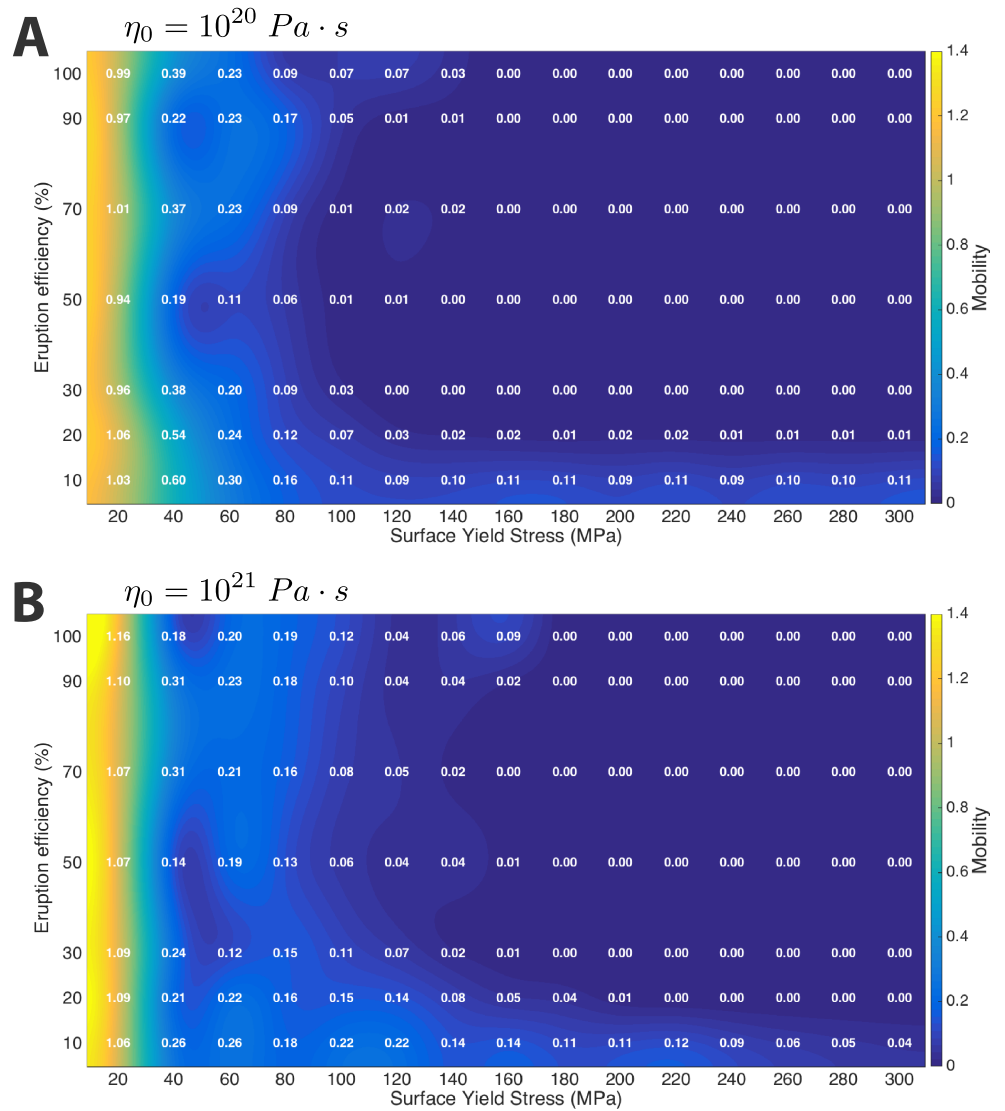 A
η₀ = 10²⁰ Pa · s
Eruption efficiency (%)
100 0.99 0.39 0.23 0.09 0.07 0.07 0.03 0.00 0.00 0.00 0.00 0.00 0.00 0.00 0.00
90 0.97 0.22 0.23 0.17 0.05 0.01 0.01 0.00 0.00 0.00 0.00 0.00 0.00 0.00 0.00
70 1.01 0.37 0.23 0.09 0.01 0.02 0.02 0.00 0.00 0.00 0.00 0.00 0.00 0.00 0.00
50 0.94 0.19 0.11 0.06 0.01 0.01 0.00 0.00 0.00 0.00 0.00 0.00 0.00 0.00 0.00
30 0.96 0.38 0.20 0.09 0.03 0.00 0.00 0.00 0.00 0.00 0.00 0.00 0.00 0.00 0.00
20 1.06 0.54 0.24 0.12 0.07 0.03 0.02 0.02 0.01 0.02 0.02 0.01 0.01 0.01 0.01
10 1.03 0.60 0.30 0.16 0.11 0.09 0.10 0.11 0.11 0.09 0.11 0.09 0.10 0.10 0.11
20 40 60 80 100 120 140 160 180 200 220 240 260 280 300
Surface Yield Stress (MPa)
1.4
1.2
1
0.8
0.6
0.4
0.2
0
Mobility
B
η₀ = 10²¹ Pa · s
Eruption efficiency (%)
100 1.16 0.18 0.20 0.19 0.12 0.04 0.06 0.09 0.00 0.00 0.00 0.00 0.00 0.00 0.00
90 1.10 0.31 0.23 0.18 0.10 0.04 0.04 0.02 0.00 0.00 0.00 0.00 0.00 0.00 0.00
70 1.07 0.31 0.21 0.16 0.08 0.05 0.02 0.00 0.00 0.00 0.00 0.00 0.00 0.00 0.00
50 1.07 0.14 0.19 0.13 0.06 0.04 0.04 0.01 0.00 0.00 0.00 0.00 0.00 0.00 0.00
30 1.09 0.24 0.12 0.15 0.11 0.07 0.02 0.01 0.00 0.00 0.00 0.00 0.00 0.00 0.00
20 1.09 0.21 0.22 0.16 0.15 0.14 0.08 0.05 0.04 0.01 0.00 0.00 0.00 0.00 0.00
10 1.06 0.26 0.26 0.18 0.22 0.22 0.14 0.14 0.11 0.11 0.12 0.09 0.06 0.05 0.04
20 40 60 80 100 120 140 160 180 200 220 240 260 280 300
Surface Yield Stress (MPa)
1.4
1.2
1
0.8
0.6
0.4
0.2
0
Mobility